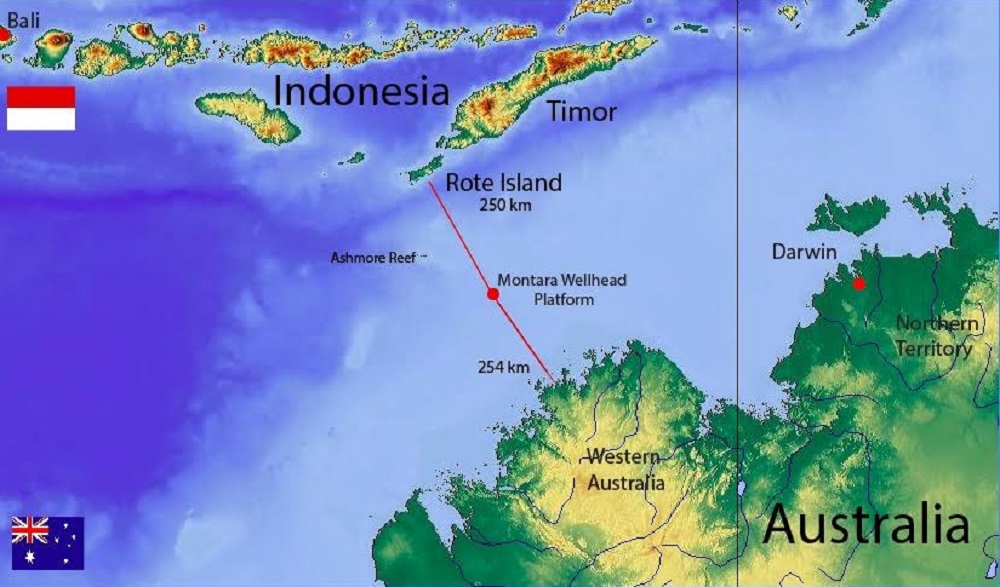 Bali
Indonesia
Timor
Rote Island
250 km
Ashmore Reef
Darwin
Montara Wellhead
Platform
Northern
Territory
254 km
Western
Australia
Australia